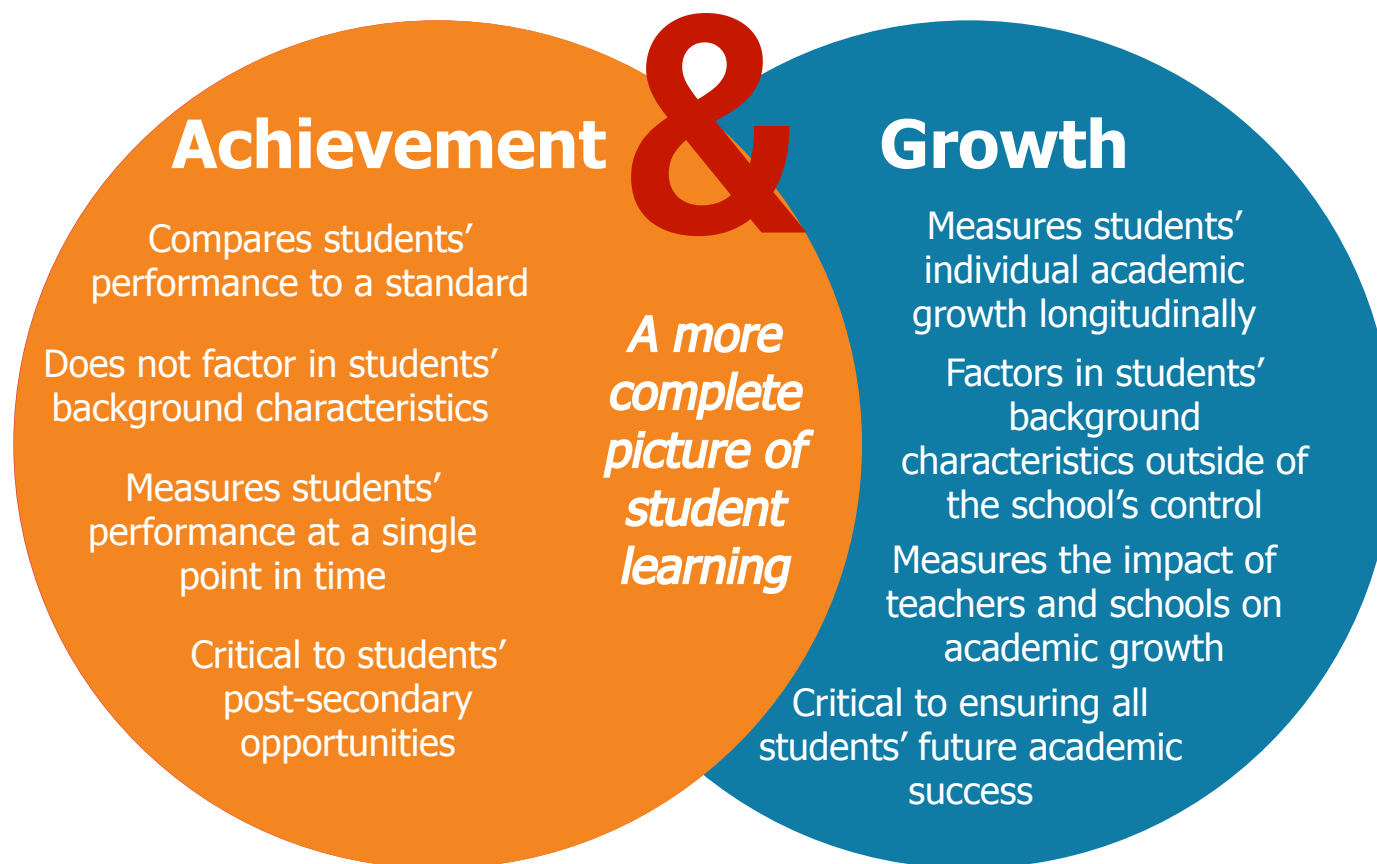 Achievement
&
Growth
Compares students’
performance to a standard
Does not factor in students’
background characteristics
Measures students’
performance at a single
point in time
Critical to students’
post-secondary
opportunities
A more
complete
picture of
student
learning
Measures students’
individual academic
growth longitudinally
Factors in students’
background
characteristics outside of
the school’s control
Measures the impact of
teachers and schools on
academic growth
Critical to ensuring all
students’ future academic
success